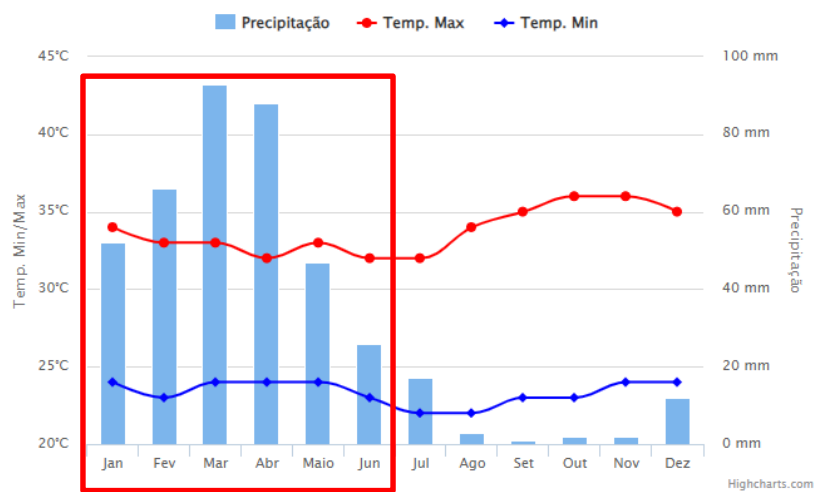 Precipitação Temp. Max Temp. Min
45°C 100 mm
40°C 80 mm
35°C 60 mm
30°C 40 mm
25°C 20 mm
20°C 0 mm
Temp. Min/Max
Precipitação
Jan Fev Mar Abr Maio Jun Jul Ago Set Out Nov Dez
Highcharts.com